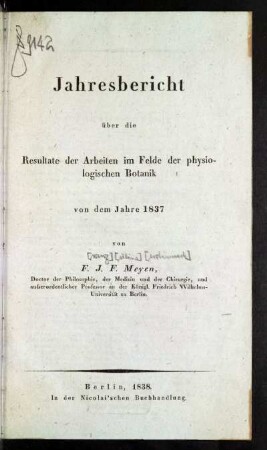 Jahresbericht
über die
Resultate der Arbeiten im Felde der physio-
logischen Botanik
von dem Jahre 1837
von
F. J. F. Meyen,
Doctor der Philosophie, der Medizin und der Chirurgie, und
außerordentlicher Professor an der Königl. Friedrich Wilhelms-
Universität zu Berlin.
Berlin, 1838.
In der Nicolai'schen Buchhandlung.